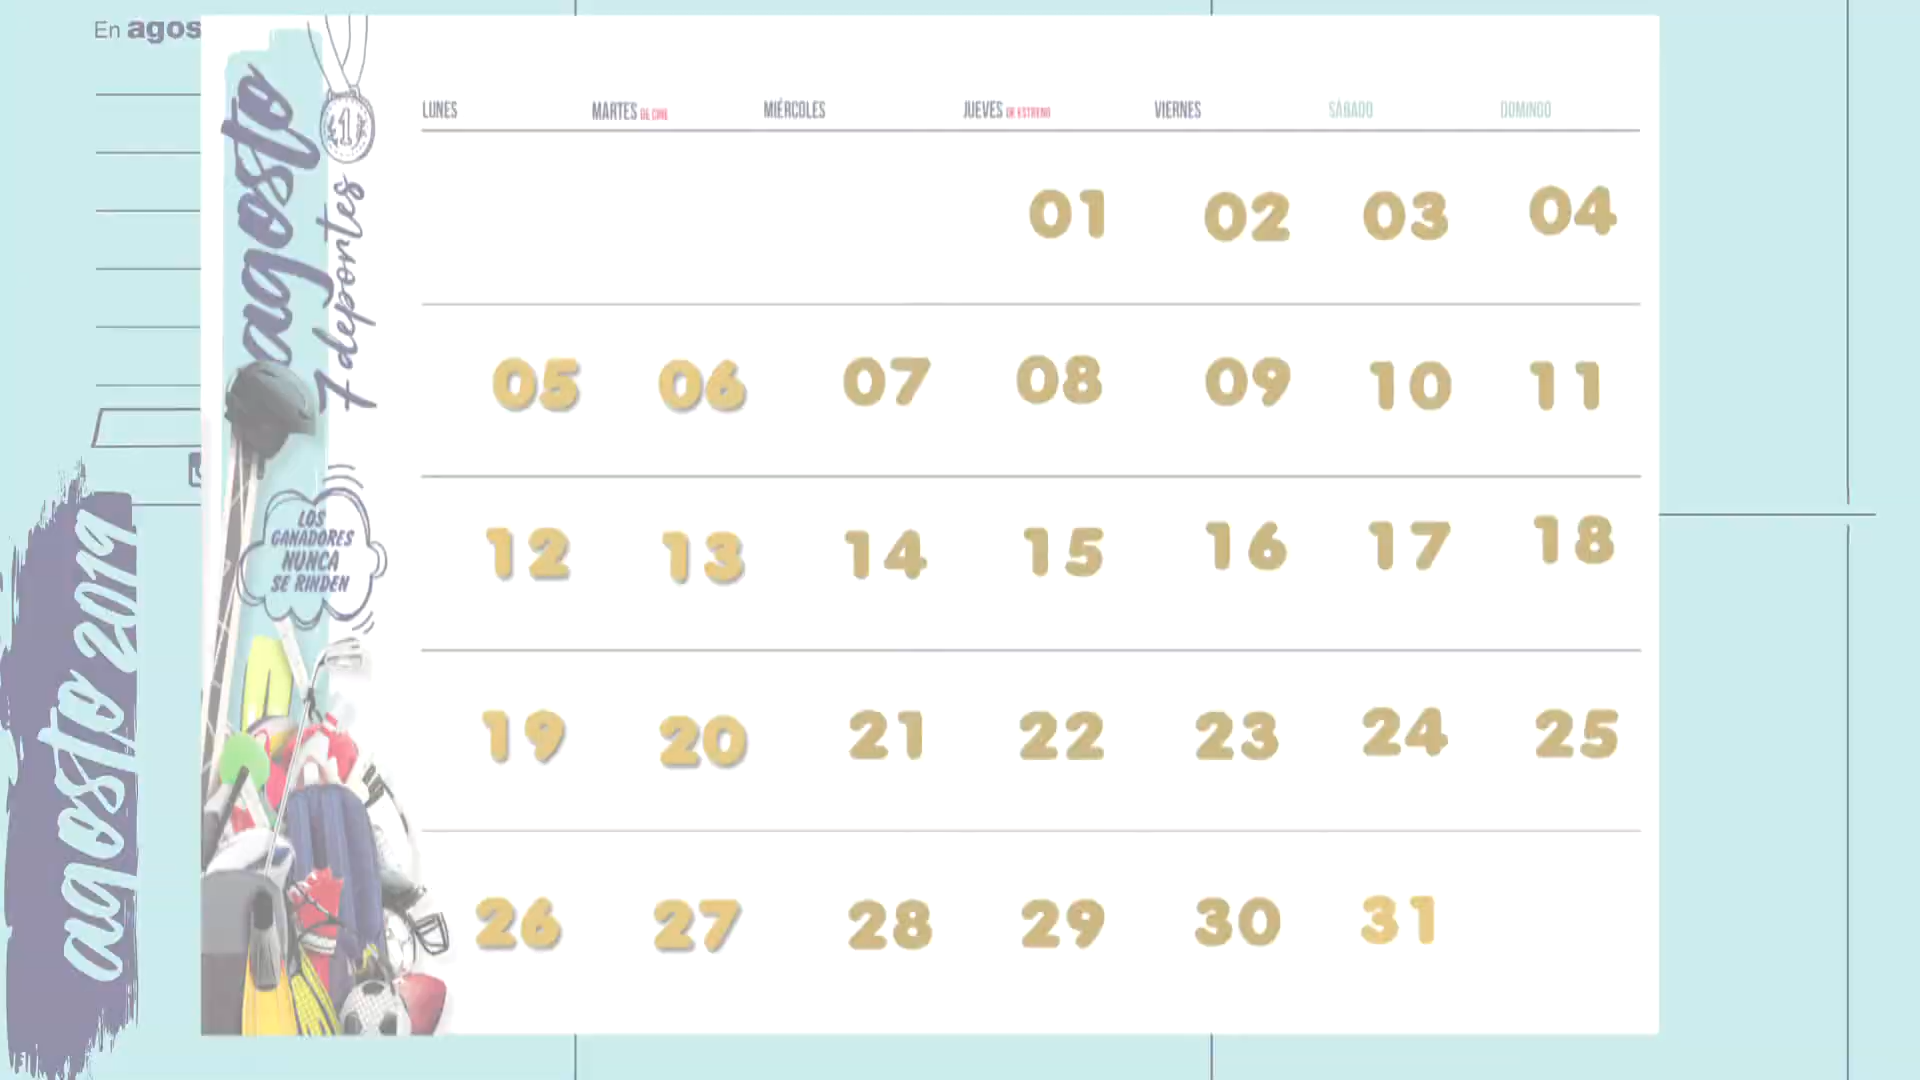 En agos
agosto
7 deportes
1
LOS
GANADORES
NUNCA
SE RINDEN
agosto 2019
LUNES MARTES DE CINE MIÉRCOLES JUEVES DE ESTRENO VIERNES SÁBADO DOMINGO
01 02 03 04
05 06 07 08 09 10 11
12 13 14 15 16 17 18
19 20 21 22 23 24 25
26 27 28 29 30 31